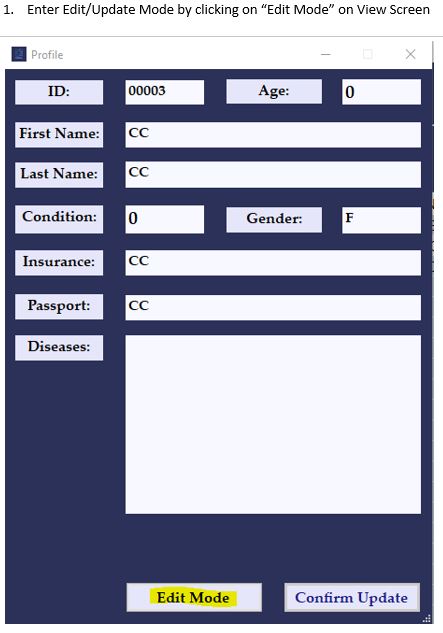 1. Enter Edit/Update Mode by clicking on “Edit Mode” on View Screen
Profile
ID: 00003 Age: 0
First Name: CC
Last Name: CC
Condition: 0 Gender: F
Insurance: CC
Passport: CC
Diseases:
Edit Mode Confirm Update